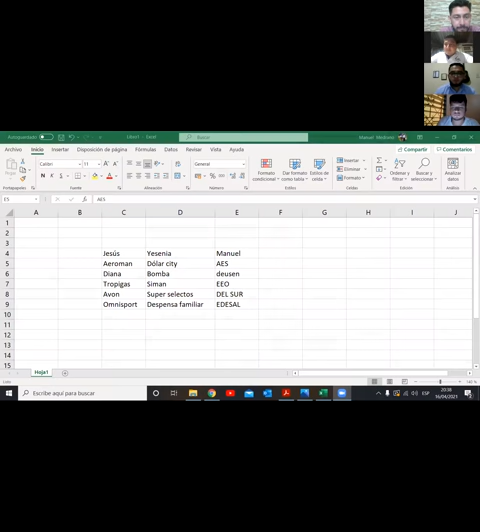 Autoguardado Libro1 - Excel Buscar Manuel
Archivo Inicio Insertar Disposición de página Fórmulas Datos Revisar Vista Ayuda Compartir Comentarios
Calibri 11 General Insertar
Pegar N K S Formato condicional Dar formato como tabla Estilos de celda Eliminar Formato Ordenar y filtrar Buscar y seleccionar Analizar datos
Portapapeles Fuente Alineación Número Estilos Celdas Edición Análisis
E5 fx AES
A B C D E F G H I J
1
2
3
4 Jesús Yesenia Manuel
5 Aeroman Dólar city AES
6 Diana Bomba deusen
7 Tropigas Siman EEO
8 Avon Super selectos DEL SUR
9 Omnisport Despensa familiar EDESAL
10
11
12
13
14
15
Hoja1
Listo 140 %
Escribe aquí para buscar ESP 20:38
16/04/2021